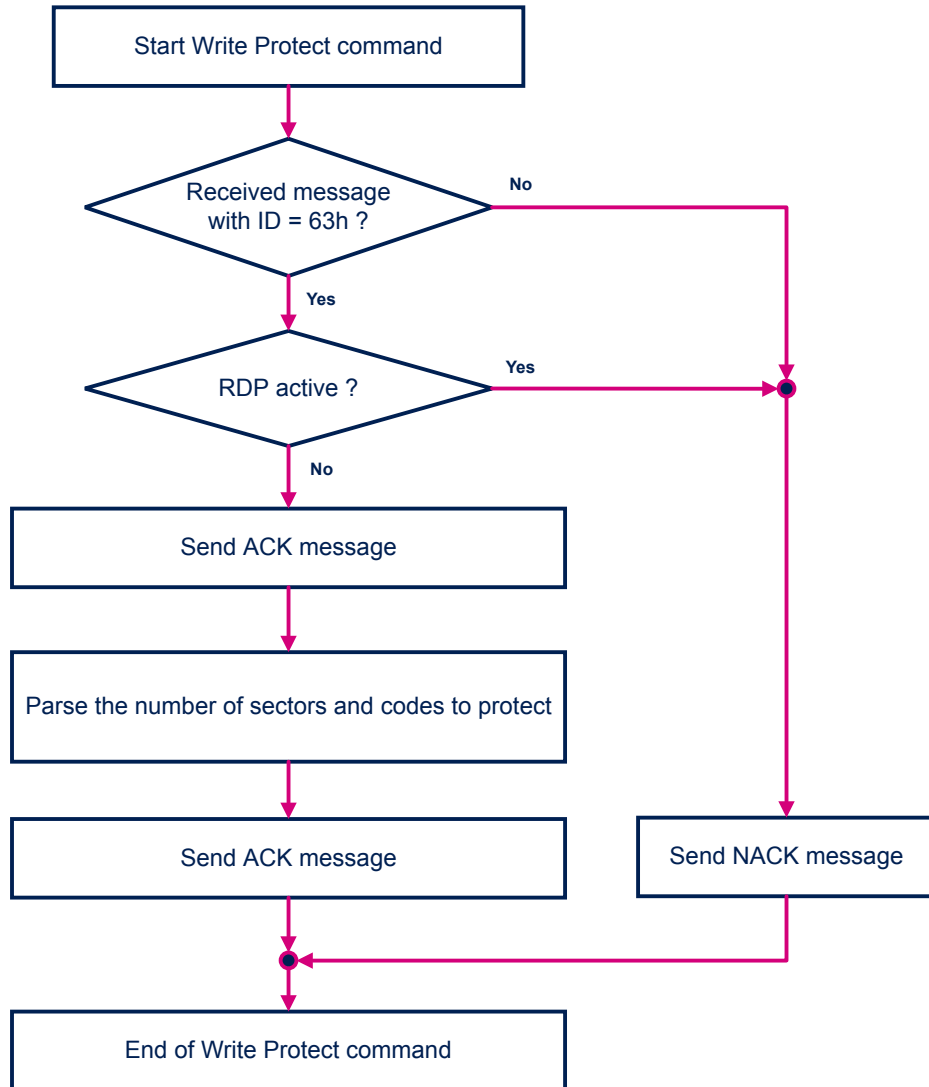 Start Write Protect command
Received message
with ID = 63h ?
No
Yes
RDP active ?
Yes
No
Send ACK message
Parse the number of sectors and codes to protect
Send ACK message
Send NACK message
End of Write Protect command